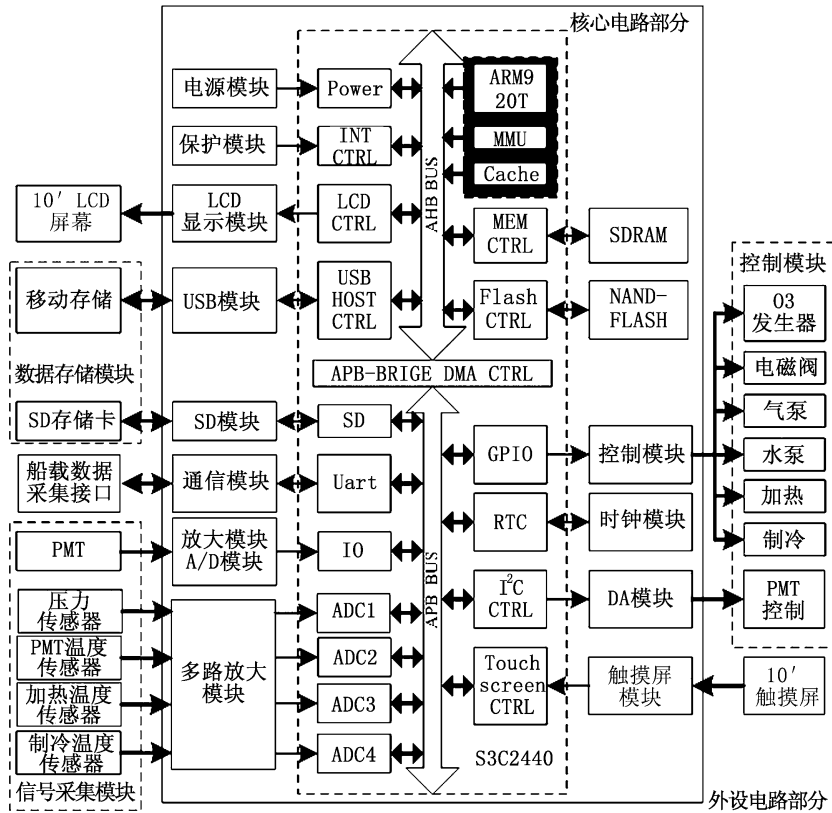 核心电路部分
电源模块
Power
ARM9
20T
保护模块
INT
CTRL
MMU
Cache
10′ LCD
屏幕
LCD
显示模块
LCD
CTRL
AHB BUS
MEM
CTRL
SDRAM
移动存储
USB模块
USB
HOST
CTRL
Flash
CTRL
NAND-
FLASH
控制模块
O3
发生器
数据存储模块
APB-BRIGE DMA CTRL
电磁阀
SD存储卡
SD模块
SD
气泵
GPIO
控制模块
水泵
船载数据
采集接口
通信模块
Uart
加热
RTC
时钟模块
制冷
PMT
放大模块
A/D模块
IO
APB BUS
I²C
CTRL
DA模块
PMT
控制
压力
传感器
ADC1
PMT温度
传感器
多路放大
模块
ADC2
Touch
screen
CTRL
触摸屏
模块
10′
触摸屏
加热温度
传感器
ADC3
制冷温度
传感器
ADC4
S3C2440
信号采集模块
外设电路部分